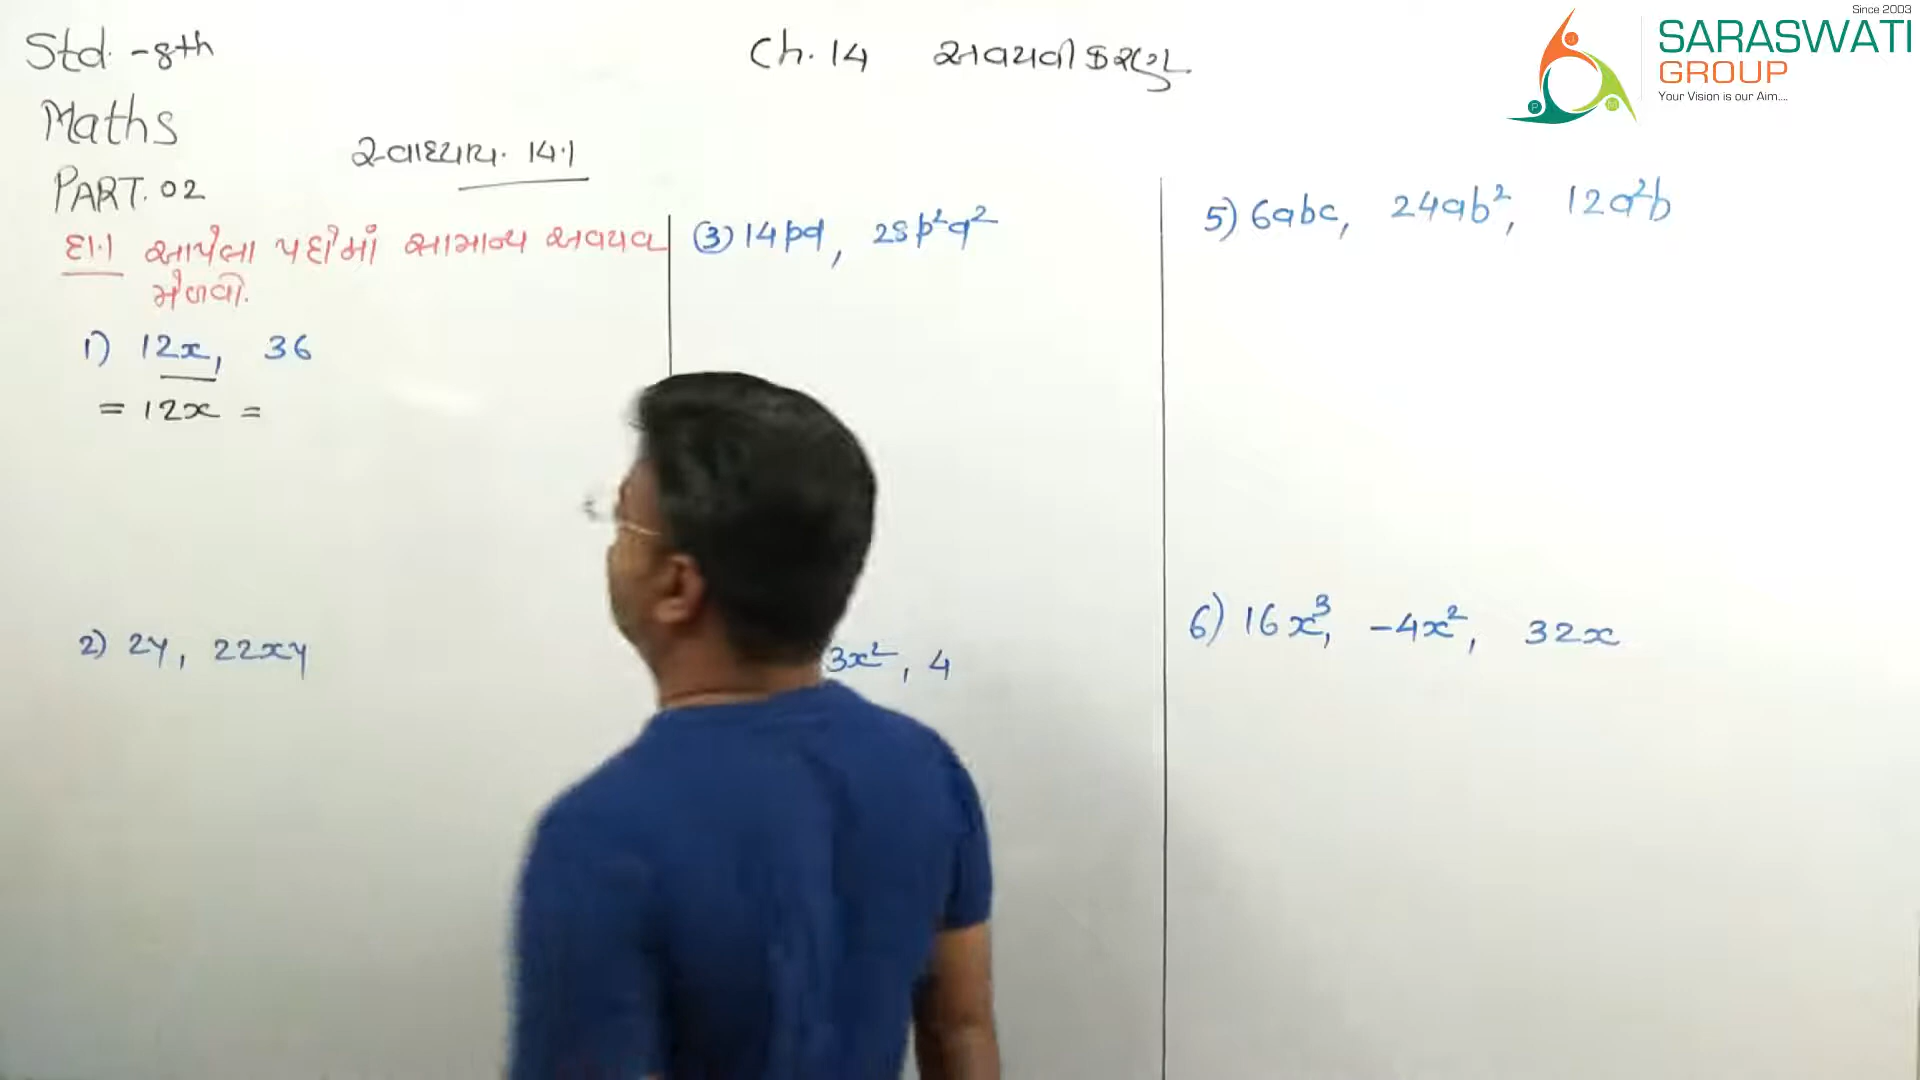 Std. -8th
Maths
PART.02
Ch.14 અવયવીકરણ
સ્વાધ્યાય. 14.1
દા.1 આપેલા પદોમાં સામાન્ય અવયવ
મેળવો.
1) 12x, 36
= 12x =
2) 2y, 22xy
(3) 14pq, 28p²q²
3x², 4
5) 6abc, 24ab², 12a²b
6) 16x³, -4x², 32x
Since 2003
SARASWATI
GROUP
Your Vision is our Aim....
J
P
M